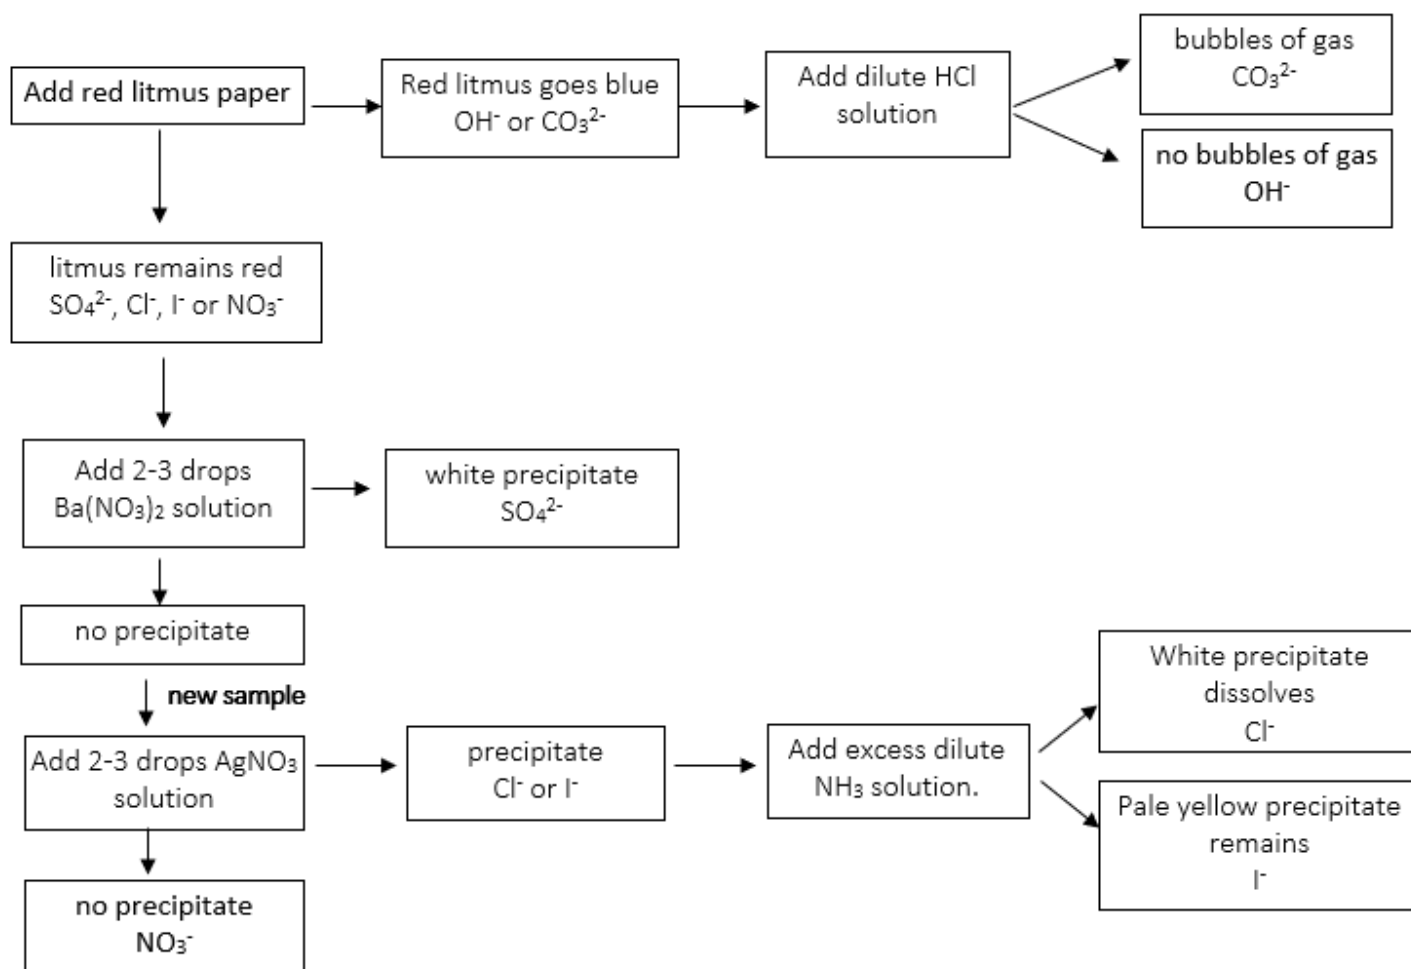 Add red litmus paper
Red litmus goes blue
OH⁻ or CO₃²⁻
Add dilute HCl
solution
bubbles of gas
CO₃²⁻
no bubbles of gas
OH⁻
litmus remains red
SO₄²⁻, Cl⁻, I⁻ or NO₃⁻
Add 2-3 drops
Ba(NO₃)₂ solution
white precipitate
SO₄²⁻
no precipitate
new sample
Add 2-3 drops AgNO₃
solution
precipitate
Cl⁻ or I⁻
Add excess dilute
NH₃ solution.
White precipitate
dissolves
Cl⁻
Pale yellow precipitate
remains
I⁻
no precipitate
NO₃⁻